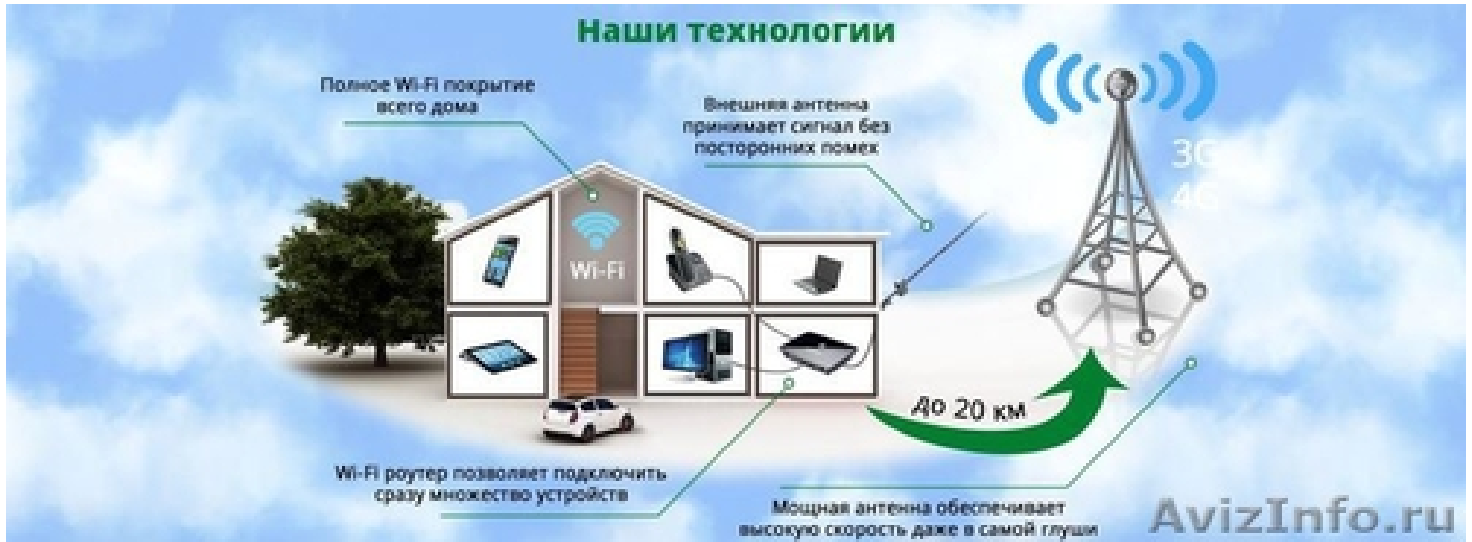 Наши технологии
Полное Wi-Fi покрытие
всего дома
Внешняя антенна
принимает сигнал без
посторонних помех
3G
4G
Wi-Fi
до 20 км
Wi-Fi роутер позволяет подключить
сразу множество устройств
Мощная антенна обеспечивает
высокую скорость даже в самой глуши
AvizInfo.ru